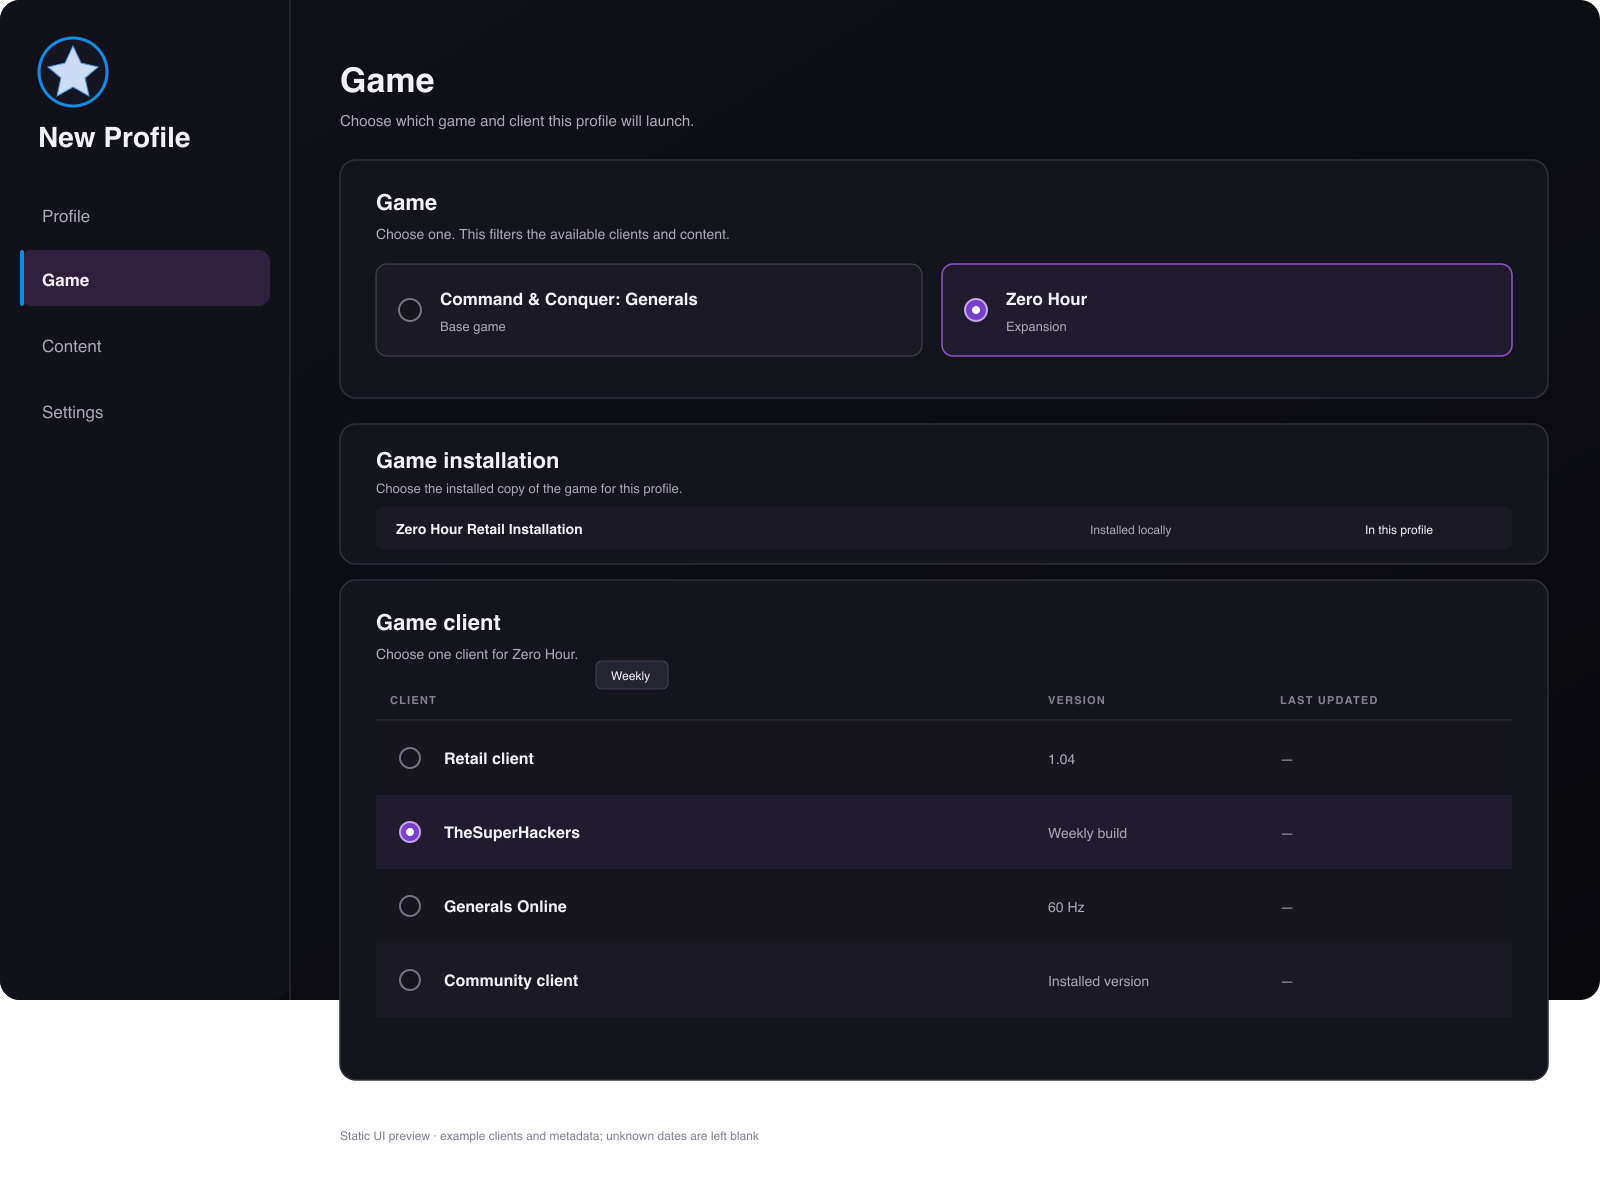 New Profile
Profile
Game
Content
Settings
Game
Choose which game and client this profile will launch.
Game
Choose one. This filters the available clients and content.
Command & Conquer: Generals
Base game
Zero Hour
Expansion
Game installation
Choose the installed copy of the game for this profile.
Zero Hour Retail Installation Installed locally In this profile
Game client
Choose one client for Zero Hour.
Weekly
CLIENT VERSION LAST UPDATED
Retail client 1.04 —
TheSuperHackers Weekly build —
Generals Online 60 Hz —
Community client Installed version —
Static UI preview · example clients and metadata; unknown dates are left blank